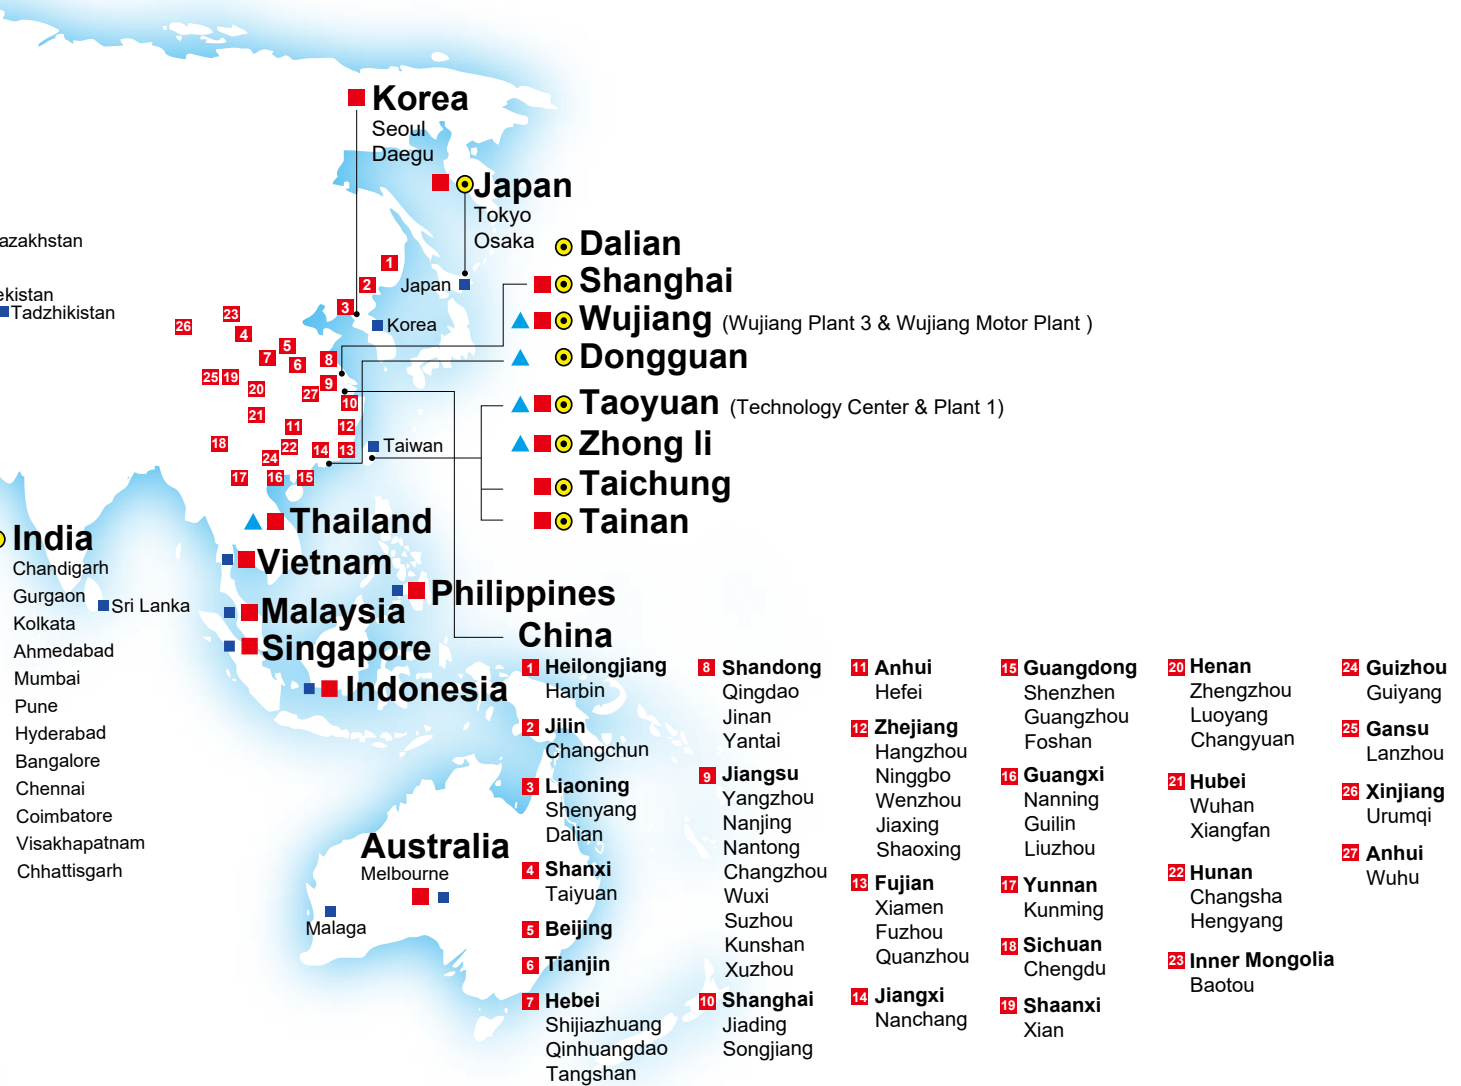 Korea
Seoul
Daegu
Japan
Tokyo
Osaka
azakhstan
ekistan
Tadzhikistan
Japan
Korea
Taiwan
Dalian
Shanghai
Wujiang (Wujiang Plant 3 & Wujiang Motor Plant )
Dongguan
Taoyuan (Technology Center & Plant 1)
Zhong li
Taichung
Tainan
1
2
3
26
23
4
5
7
6
8
25
19
20
27
9
10
21
11
12
18
22
24
14
13
17
16
15
Thailand
Vietnam
Malaysia
Singapore
Indonesia
Philippines
India
Chandigarh
Gurgaon
Kolkata
Ahmedabad
Mumbai
Pune
Hyderabad
Bangalore
Chennai
Coimbatore
Visakhapatnam
Chhattisgarh
Sri Lanka
Australia
Melbourne
Malaga
China
1 Heilongjiang
Harbin
2 Jilin
Changchun
3 Liaoning
Shenyang
Dalian
4 Shanxi
Taiyuan
5 Beijing
6 Tianjin
7 Hebei
Shijiazhuang
Qinhuangdao
Tangshan
8 Shandong
Qingdao
Jinan
Yantai
9 Jiangsu
Yangzhou
Nanjing
Nantong
Changzhou
Wuxi
Suzhou
Kunshan
Xuzhou
10 Shanghai
Jiading
Songjiang
11 Anhui
Hefei
12 Zhejiang
Hangzhou
Ninggbo
Wenzhou
Jiaxing
Shaoxing
13 Fujian
Xiamen
Fuzhou
Quanzhou
14 Jiangxi
Nanchang
15 Guangdong
Shenzhen
Guangzhou
Foshan
16 Guangxi
Nanning
Guilin
Liuzhou
17 Yunnan
Kunming
18 Sichuan
Chengdu
19 Shaanxi
Xian
20 Henan
Zhengzhou
Luoyang
Changyuan
21 Hubei
Wuhan
Xiangfan
22 Hunan
Changsha
Hengyang
23 Inner Mongolia
Baotou
24 Guizhou
Guiyang
25 Gansu
Lanzhou
26 Xinjiang
Urumqi
27 Anhui
Wuhu